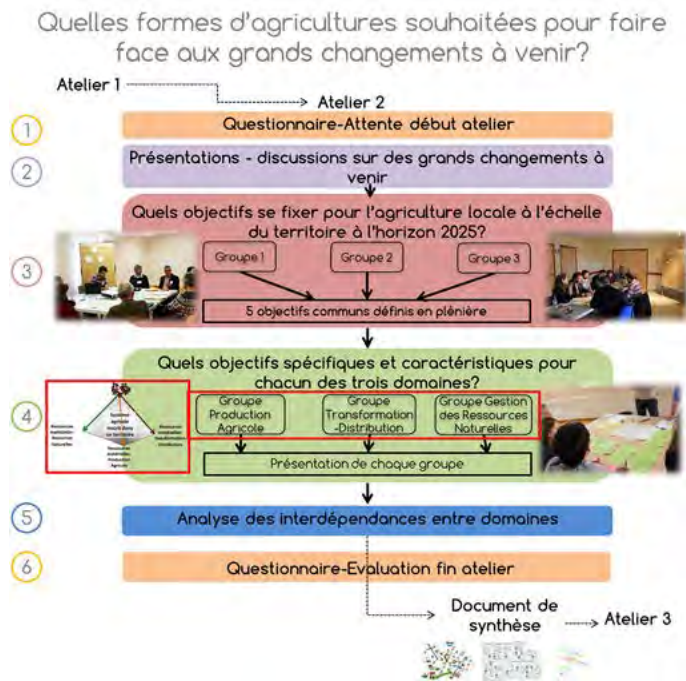 Quelles formes d'agricultures souhaitées pour faire
face aux grands changements à venir?
Atelier 1
Atelier 2
1
Questionnaire-Attente début atelier
2
Présentations - discussions sur des grands changements à
venir
3
Quels objectifs se fixer pour l'agriculture locale à l'échelle
du territoire à l'horizon 2025?
Groupe 1
Groupe 2
Groupe 3
5 objectifs communs définis en plénière
4
Quels objectifs spécifiques et caractéristiques pour
chacun des trois domaines?
Groupe
Production
Agricole
Groupe
Transformation
-Distribution
Groupe Gestion
des Ressources
Naturelles
Présentation de chaque groupe
5
Analyse des interdépendances entre domaines
6
Questionnaire-Evaluation fin atelier
Document de
synthèse
Atelier 3